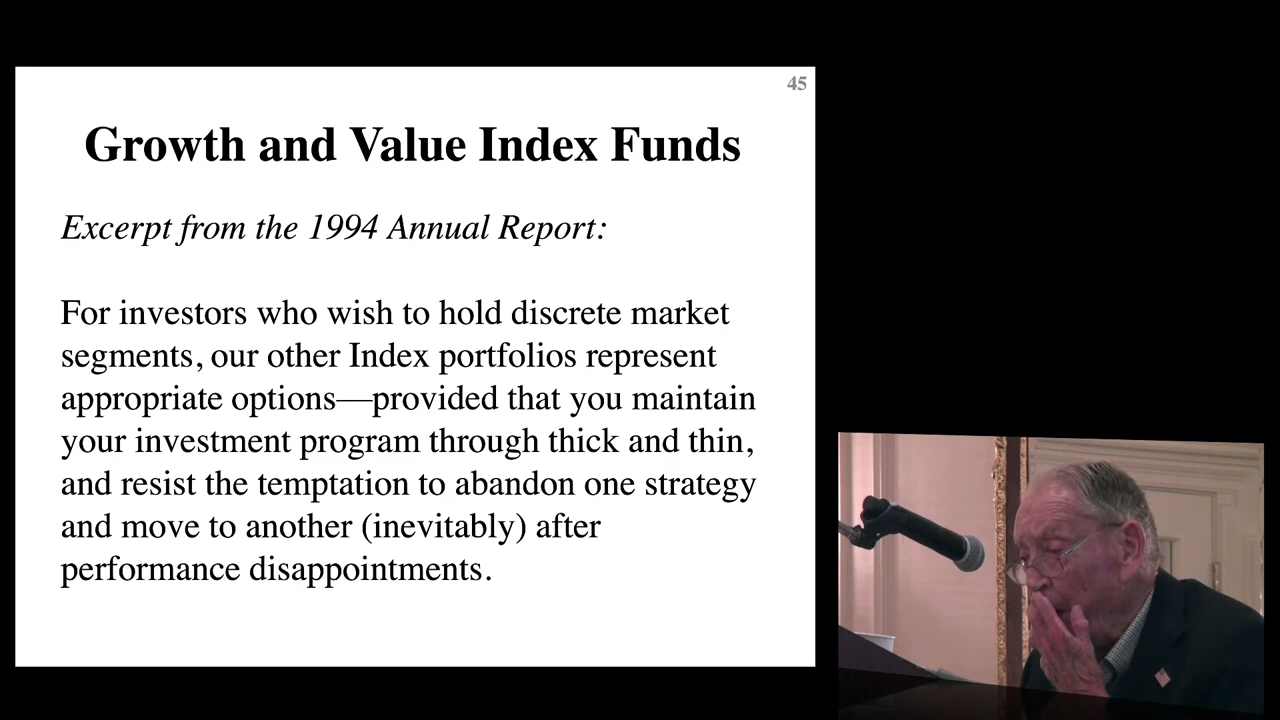 45
Growth and Value Index Funds
Excerpt from the 1994 Annual Report:
For investors who wish to hold discrete market
segments, our other Index portfolios represent
appropriate options—provided that you maintain
your investment program through thick and thin,
and resist the temptation to abandon one strategy
and move to another (inevitably) after
performance disappointments.